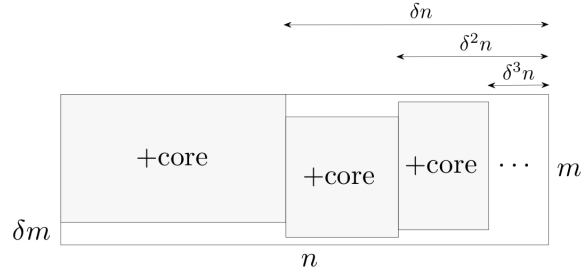 δn
δ²n
δ³n
+core
+core
+core
⋯
m
δm
n